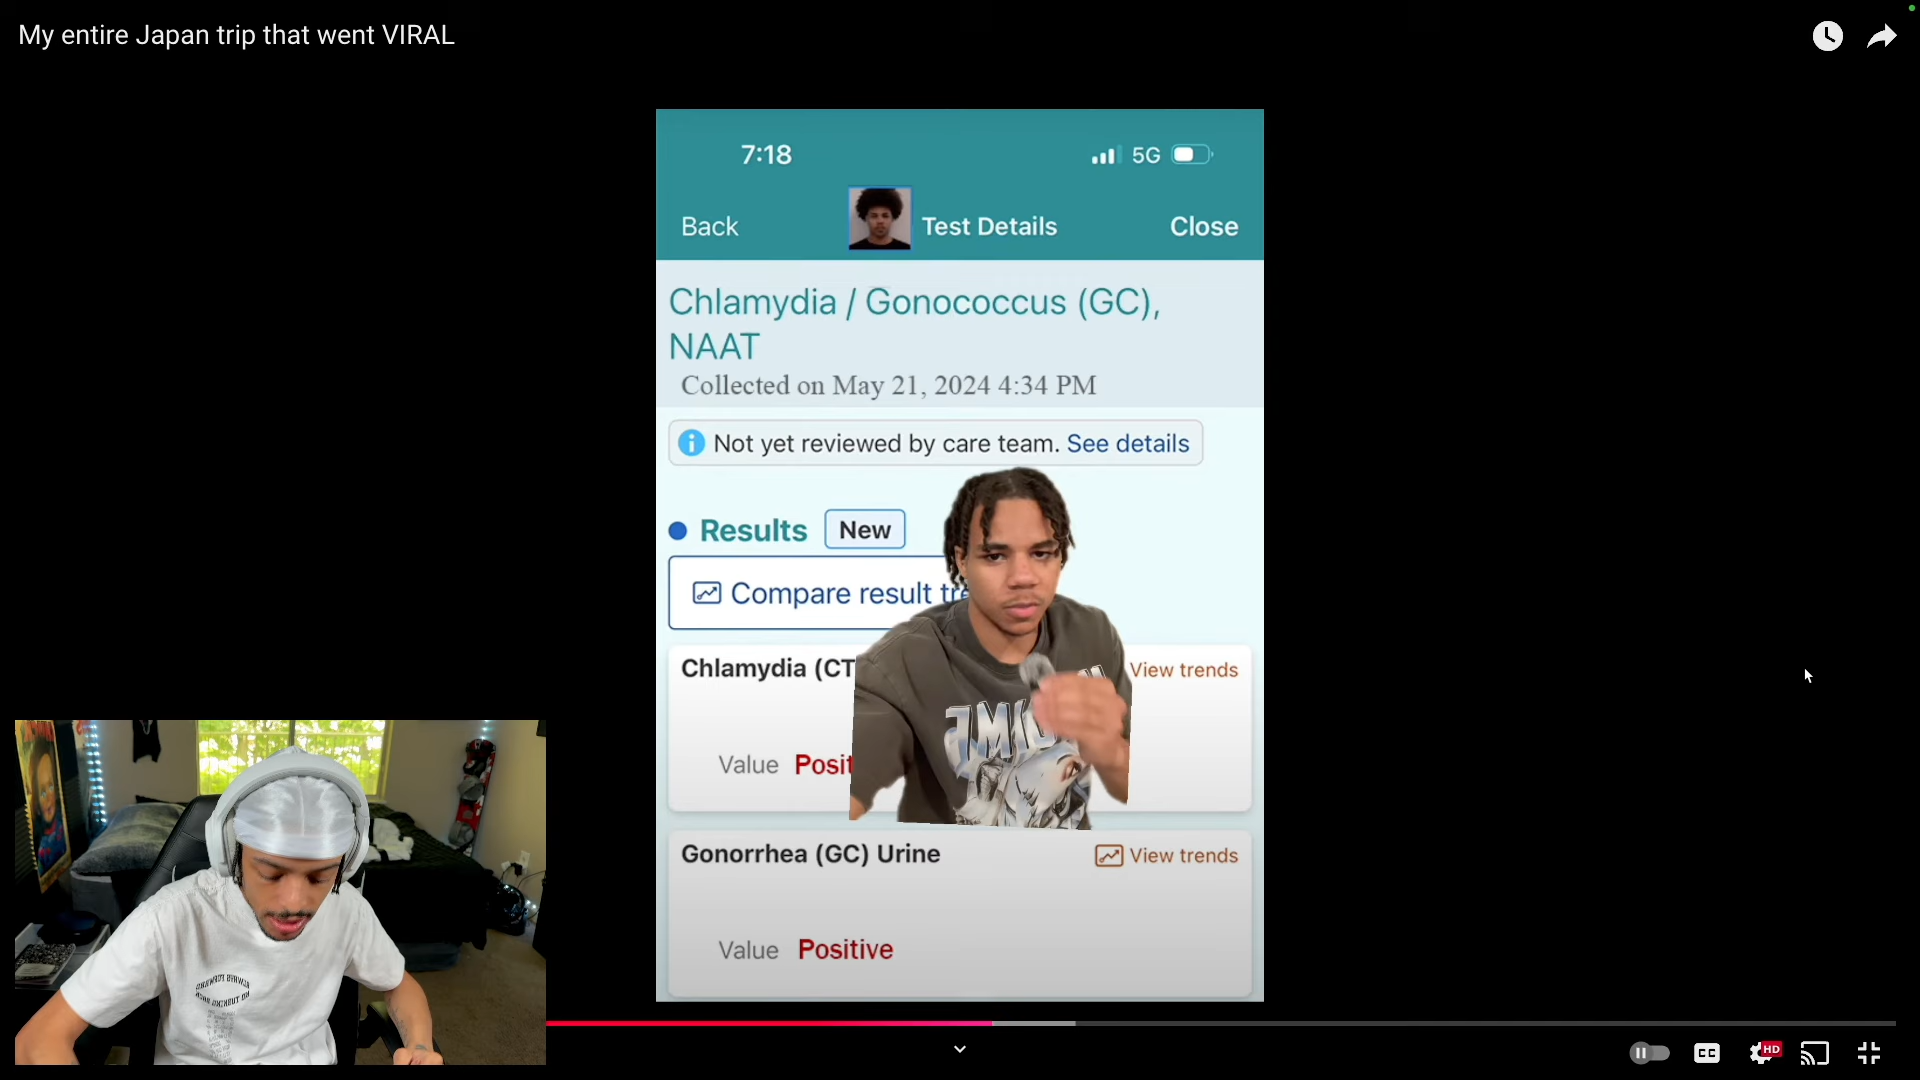 My entire Japan trip that went VIRAL
7:18
5G
Back
Test Details
Close
Chlamydia / Gonococcus (GC),
NAAT
Collected on May 21, 2024 4:34 PM
Not yet reviewed by care team. See details
Results
New
Compare result
Chlamydia (CT
View trends
Value Posit
Gonorrhea (GC) Urine
View trends
Value Positive
CC
HD